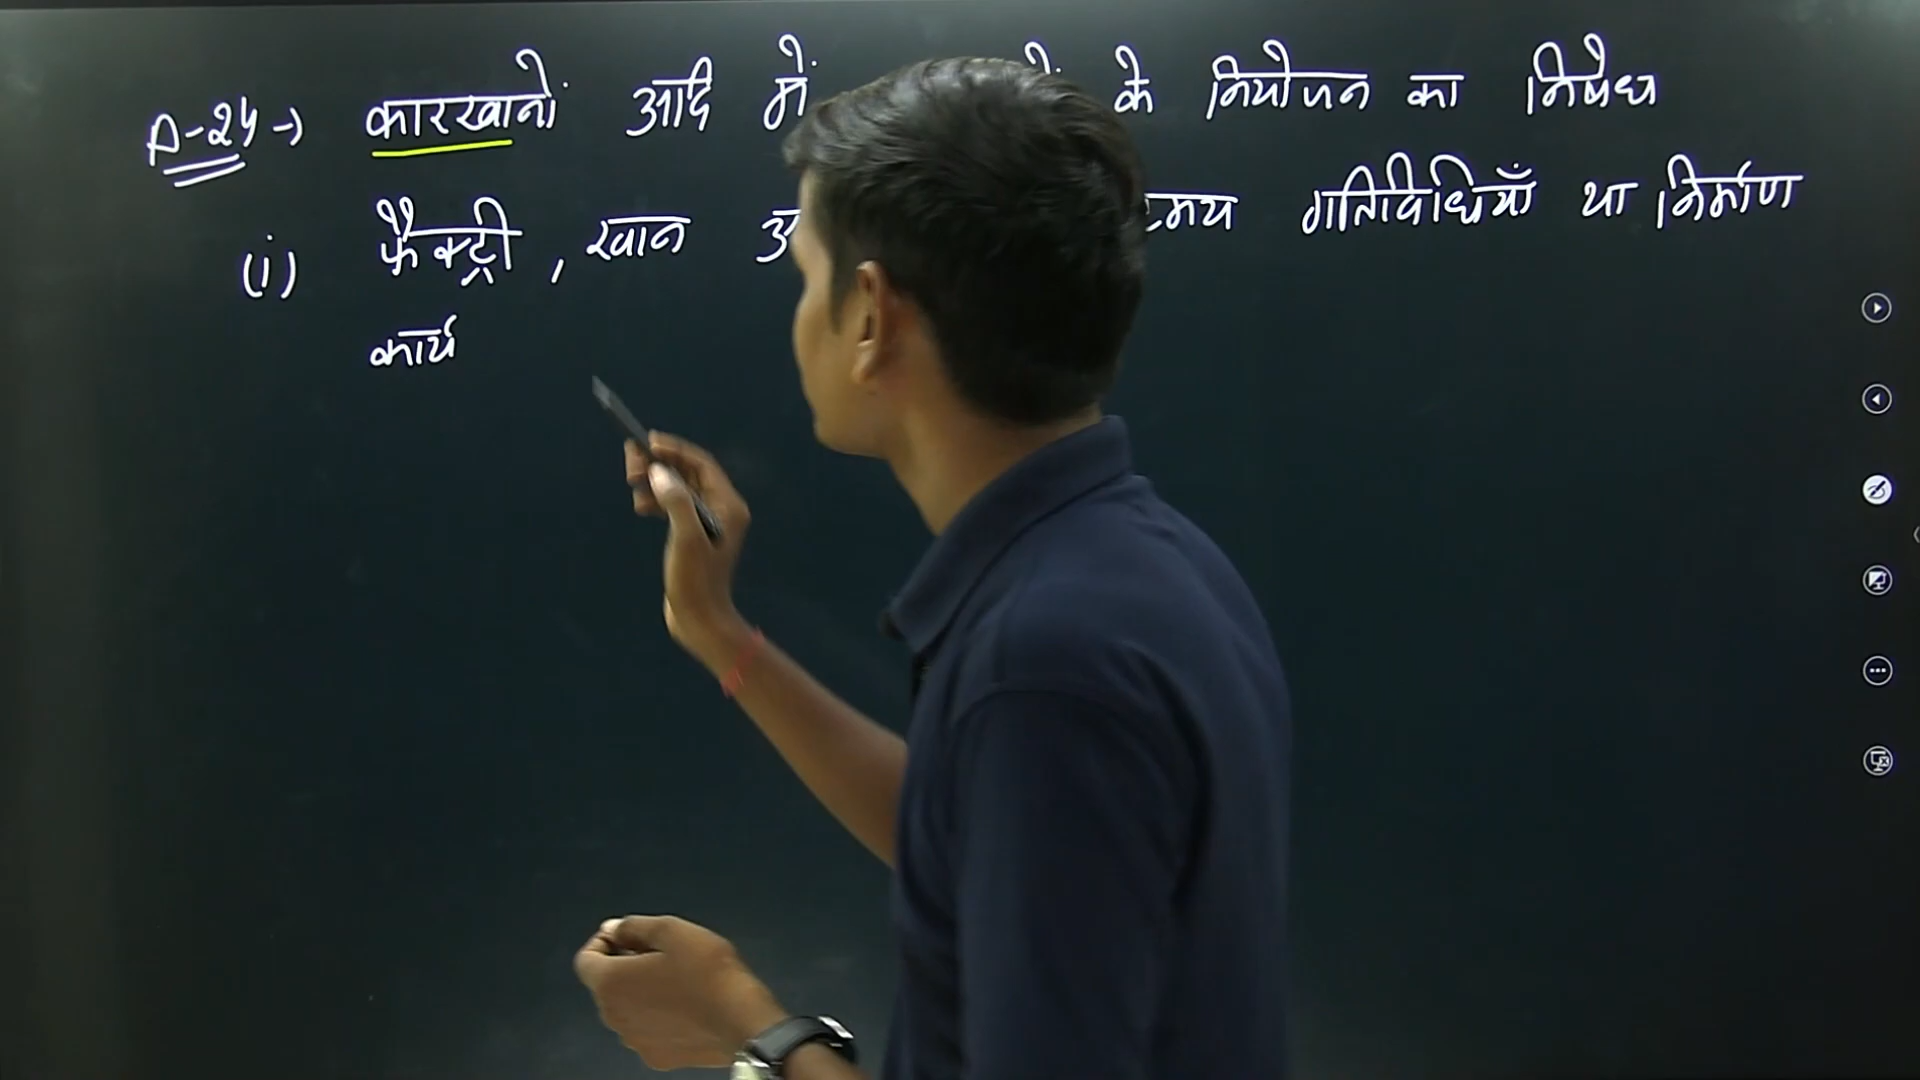 A-24→ कारखानों आदि में के नियोजन का निषेध
(i) फैक्ट्री, खान गतिविधियाँ या निर्माण
कार्य